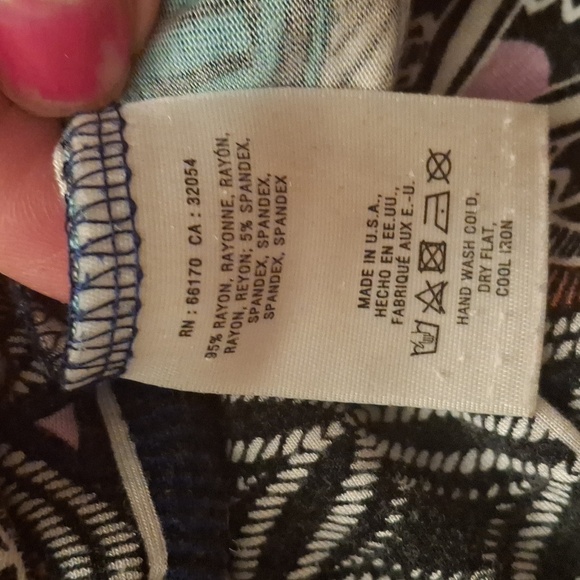 RN : 66170 CA : 32054
95% RAYON, RAYONNE, RAYÓN,
RAYON, REYON; 5% SPANDEX,
SPANDEX, SPANDEX,
SPANDEX, SPANDEX
MADE IN U.S.A.,
HECHO EN EE.UU.,
FABRIQUÉ AUX E.-U.
HAND WASH COLD,
DRY FLAT,
COOL IRON